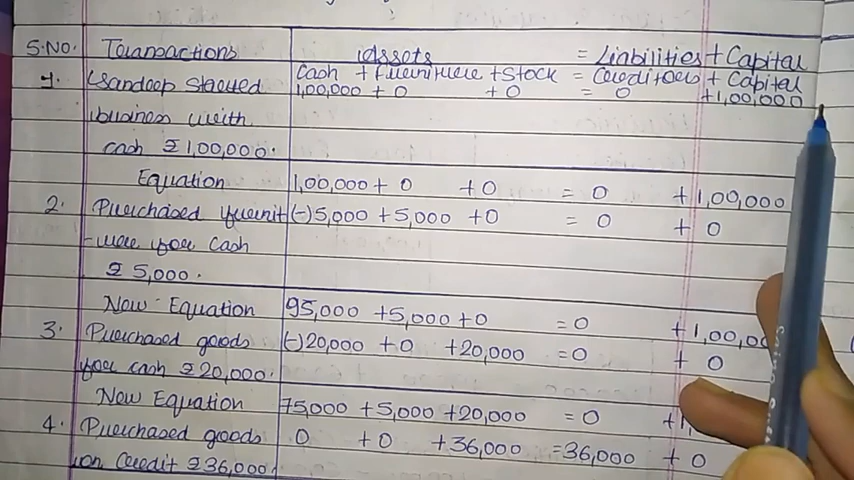 S.No. Transactions Assets = Liabilities + Capital
Cash + Furniture + Stock = Creditors + Capital
1. Sandeep started 1,00,000 + 0 + 0 = 0 + 1,00,000
business with
cash ₹ 1,00,000.
Equation 1,00,000 + 0 + 0 = 0 + 1,00,000
2. Purchased furnit (-) 5,000 + 5,000 + 0 = 0 + 0
-ure for cash
₹ 5,000.
New Equation 95,000 + 5,000 + 0 = 0 + 1,00,00
3. Purchased goods (-) 20,000 + 0 + 20,000 = 0 + 0
for cash ₹ 20,000.
New Equation 75,000 + 5,000 + 20,000 = 0 + 1,
4. Purchased goods 0 + 0 + 36,000 = 36,000 + 0
on credit ₹ 36,000.